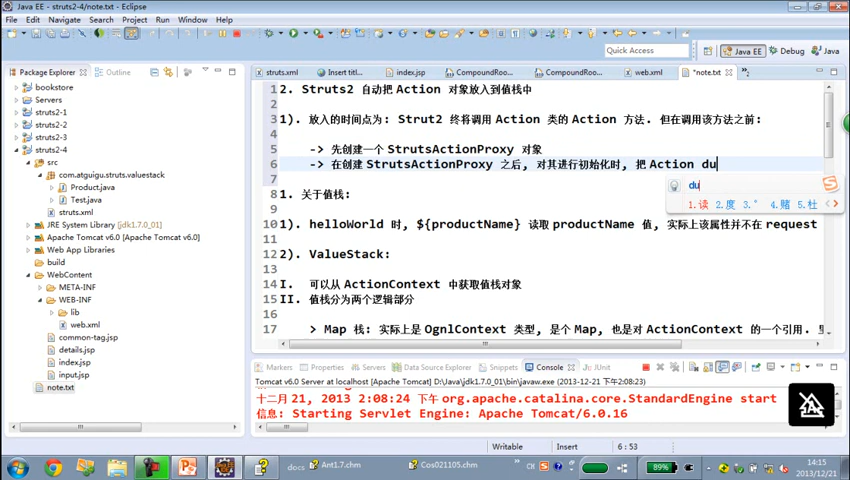 Java EE - struts2-4/note.txt - Eclipse
File Edit Navigate Search Project Run Window Help
Quick Access
Java EE
Debug
Java
Package Explorer
Outline
struts.xml
Insert titl...
index.jsp
CompoundRoo...
CompoundRoo...
web.xml
*note.txt
bookstore
Servers
struts2-1
struts2-2
struts2-3
struts2-4
src
com.atguigu.struts.valuestack
Product.java
Test.java
struts.xml
JRE System Library [jdk1.7.0_01]
Apache Tomcat v6.0 [Apache Tomcat v6.0]
Web App Libraries
build
WebContent
META-INF
WEB-INF
lib
web.xml
common-tag.jsp
details.jsp
index.jsp
input.jsp
note.txt
1 2. Struts2 自动把 Action 对象放入到值栈中
2
3 1). 放入的时间点为: Strut2 终将调用 Action 类的 Action 方法. 但在调用该方法之前:
4
5 -> 先创建一个 StrutsActionProxy 对象
6 -> 在创建 StrutsActionProxy 之后, 对其进行初始化时, 把 Action du
7
8 1. 关于值栈:
9
10 1). helloWorld 时, ${productName} 读取 productName 值, 实际上该属性并不在 request
11
12 2). ValueStack:
13
14 I. 可以从 ActionContext 中获取值栈对象
15 II. 值栈分为两个逻辑部分
16
17 > Map 栈: 实际上是 OgnlContext 类型, 是个 Map, 也是对 ActionContext 的一个引用.
du
1.读 2.度 3.° 4.赌 5.杜
Markers
Properties
Servers
Data Source Explorer
Snippets
Console
JUnit
Tomcat v6.0 Server at localhost [Apache Tomcat] D:\Java\jdk1.7.0_01\bin\javaw.exe (2013-12-21 下午2:08:23)
十二月 21, 2013 2:08:24 下午 org.apache.catalina.core.StandardEngine start
信息: Starting Servlet Engine: Apache Tomcat/6.0.16
Writable
Insert
6 : 53
docs
Ant1.7.chm
Cos021105.chm
CH
89%
14:15
2013/12/21